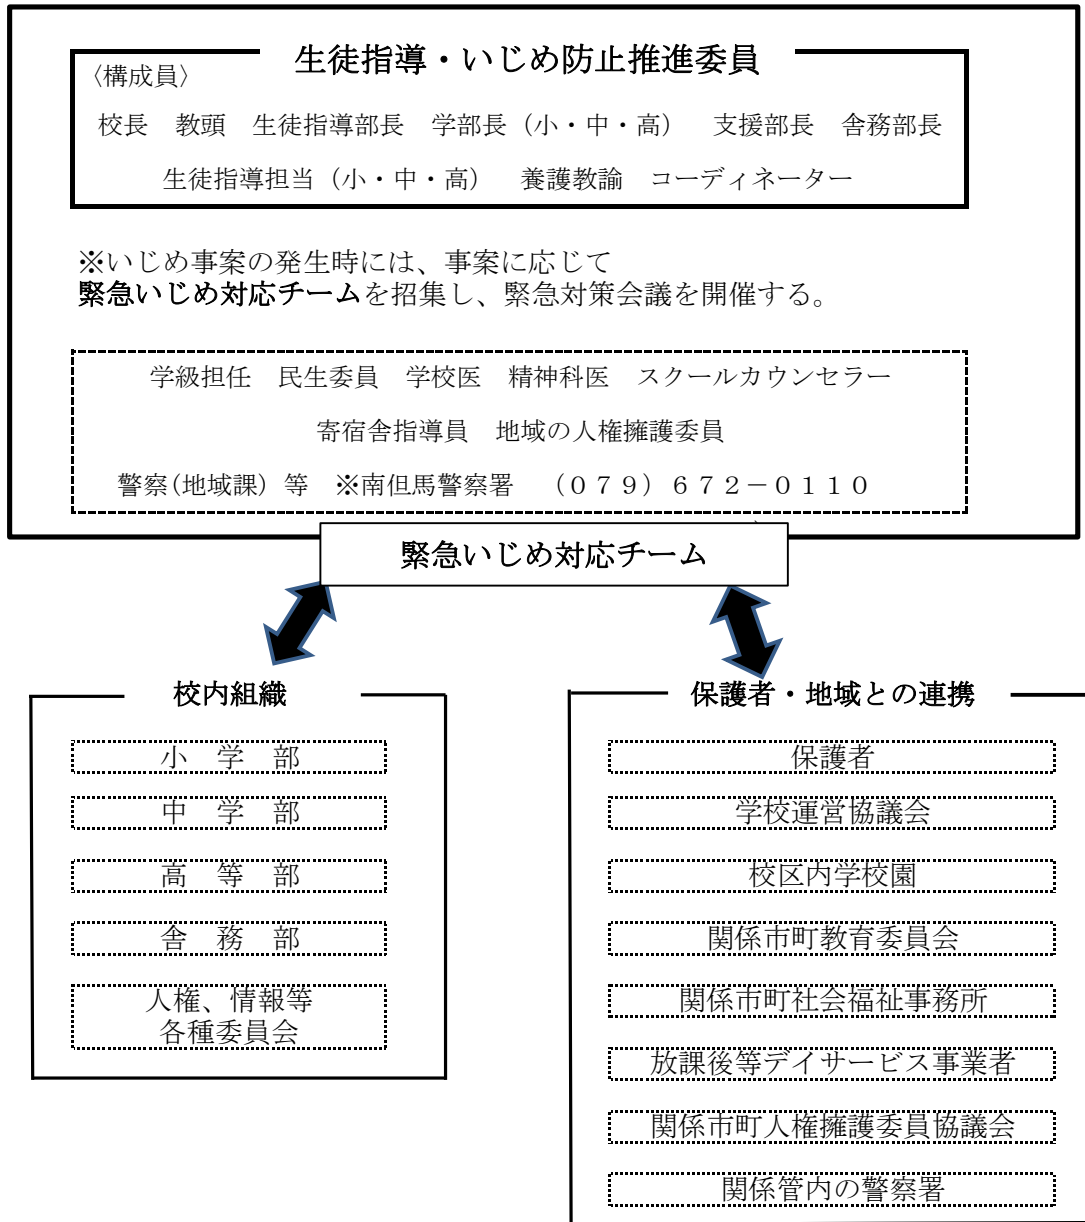 生徒指導・いじめ防止推進委員
〈構成員〉
校長　教頭　生徒指導部長　学部長（小・中・高）　支援部長　舎務部長
生徒指導担当（小・中・高）　養護教諭　コーディネーター
※いじめ事案の発生時には、事案に応じて
緊急いじめ対応チームを招集し、緊急対策会議を開催する。
学級担任　民生委員　学校医　精神科医　スクールカウンセラー
寄宿舎指導員　地域の人権擁護委員
警察(地域課) 等　※南但馬警察署　（０７９）６７２－０１１０
緊急いじめ対応チーム
校内組織
小　学　部
中　学　部
高　等　部
舎　務　部
人権、情報等
各種委員会
保護者・地域との連携
保護者
学校運営協議会
校区内学校園
関係市町教育委員会
関係市町社会福祉事務所
放課後等デイサービス事業者
関係市町人権擁護委員協議会
関係管内の警察署